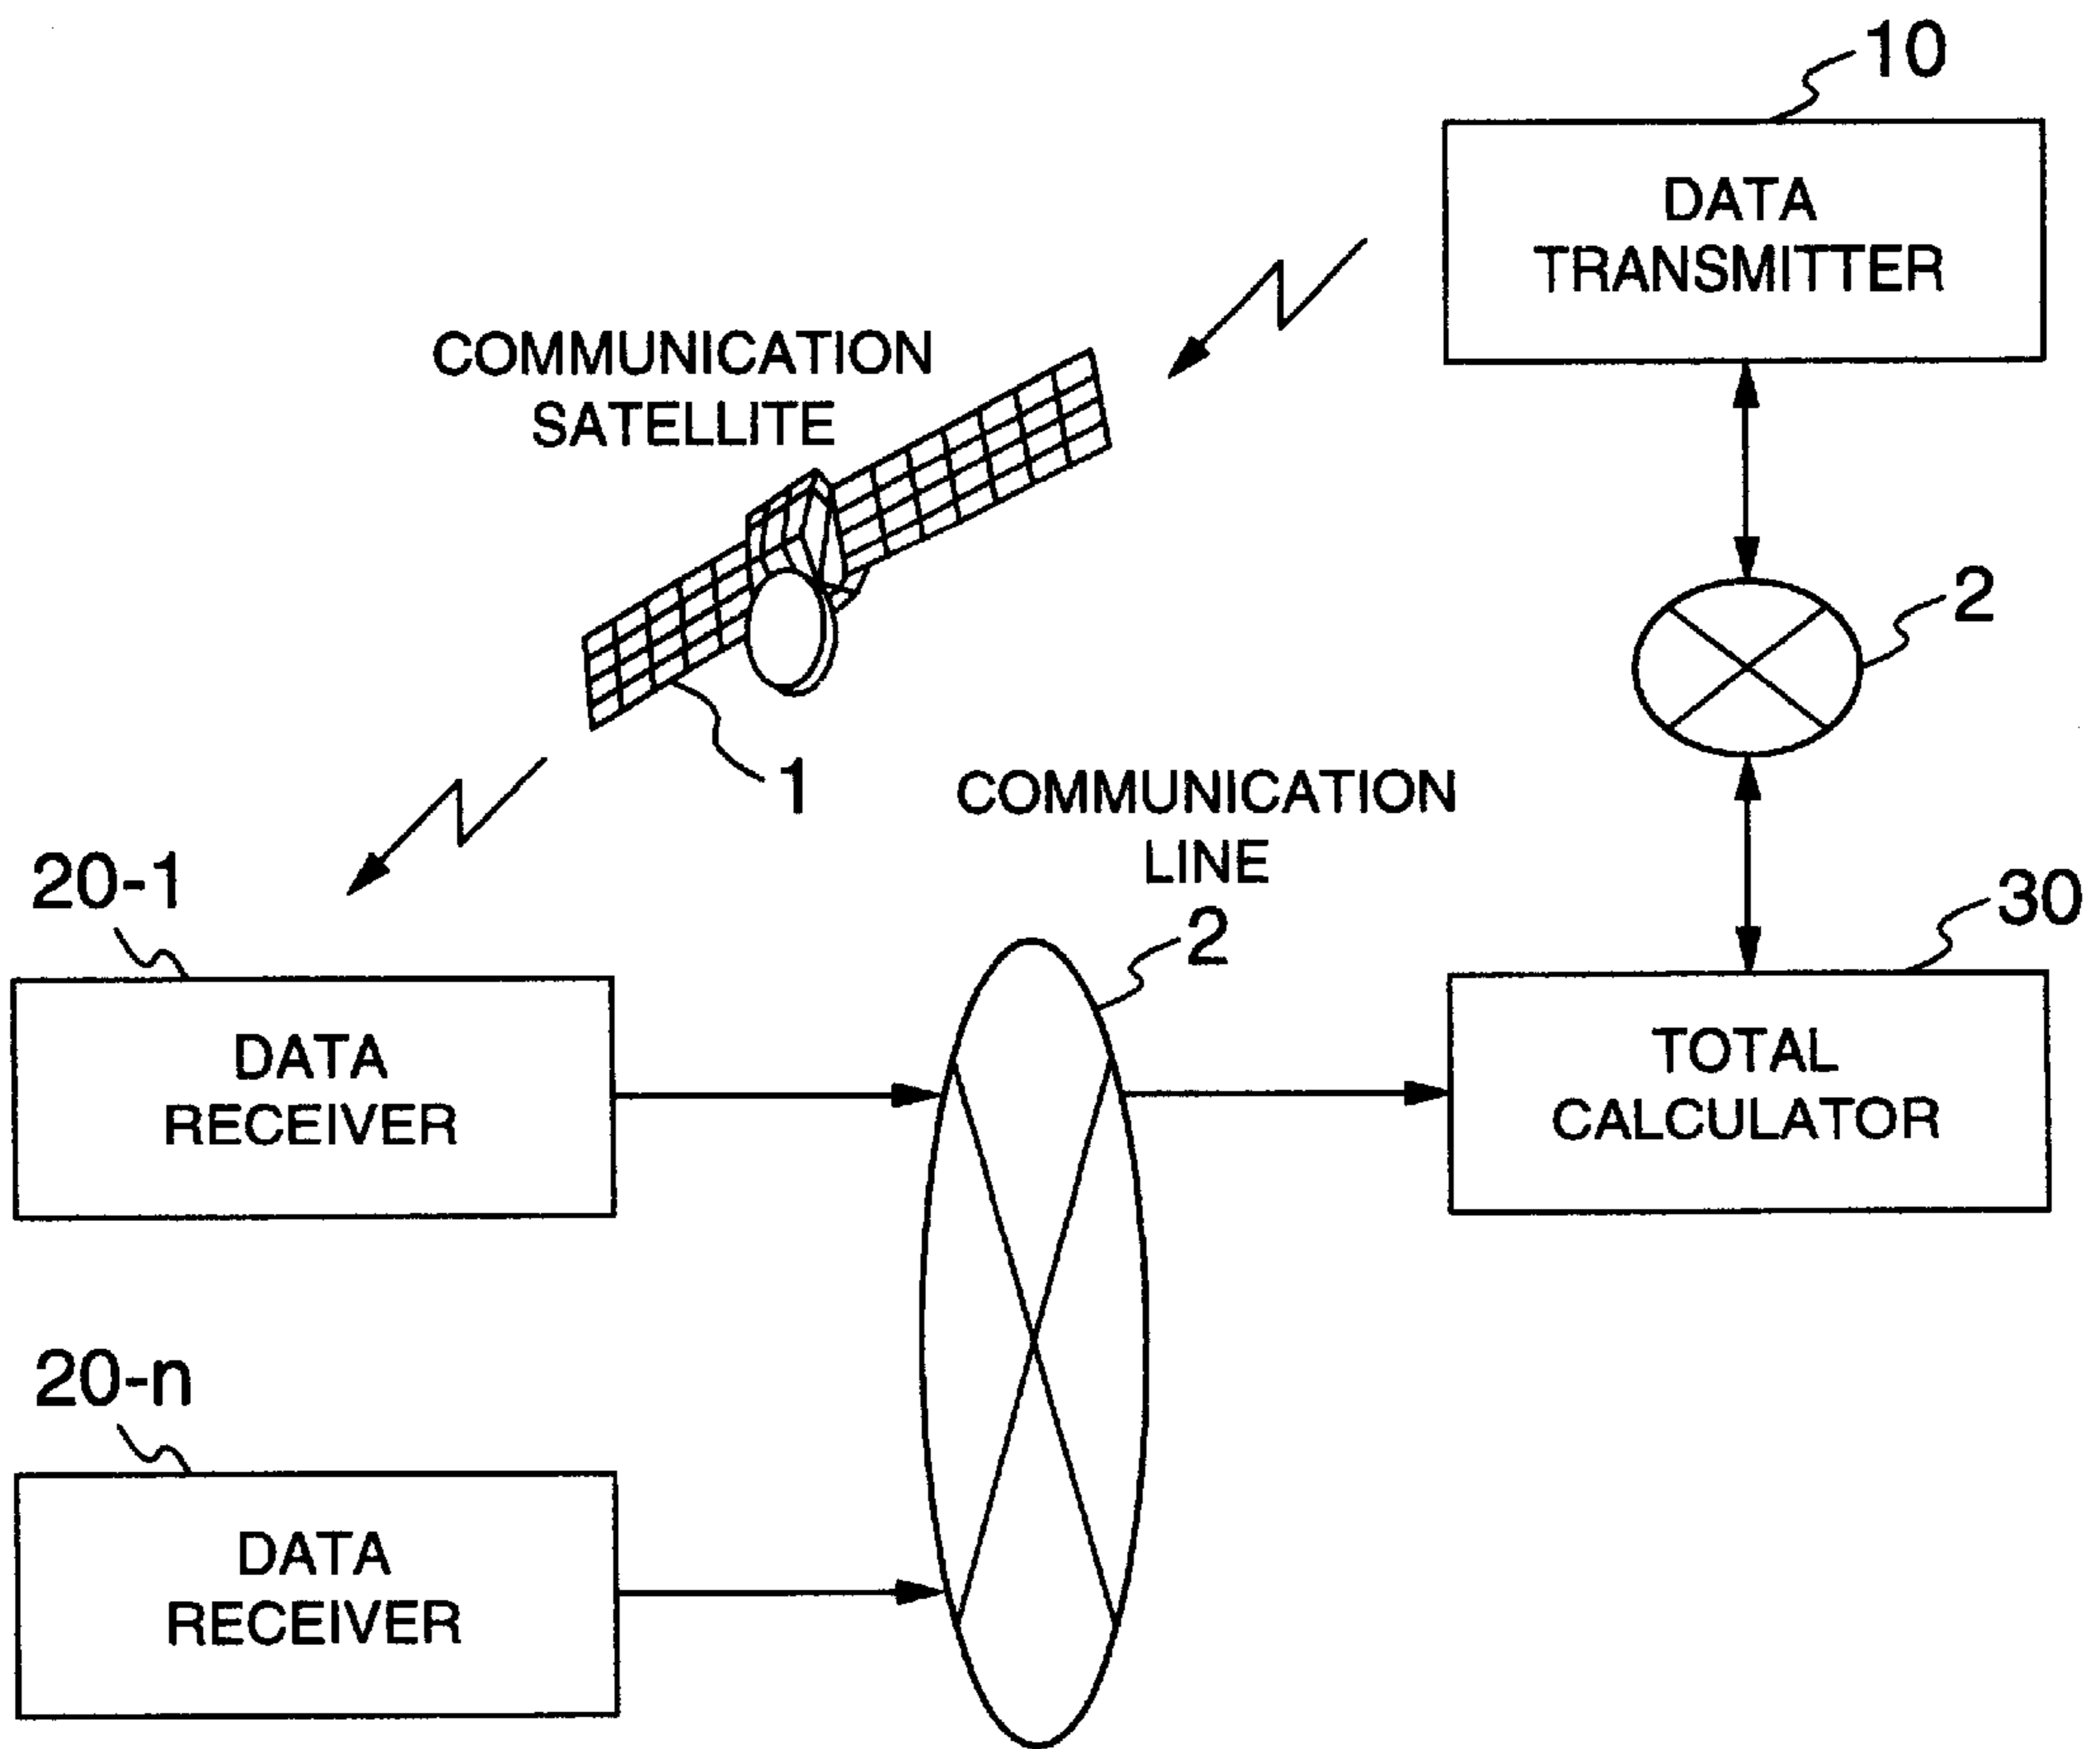 10
DATA
TRANSMITTER
COMMUNICATION
SATELLITE
2
1
COMMUNICATION
LINE
2
20-1
30
DATA
RECEIVER
TOTAL
CALCULATOR
20-n
DATA
RECEIVER